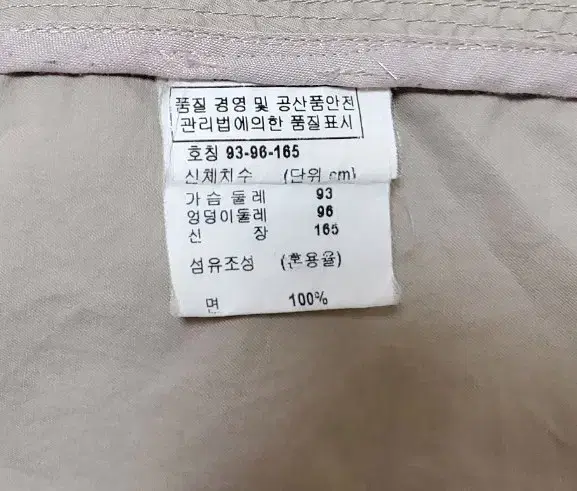 품질 경영 및 공산품안전
관리법에의한 품질표시
호칭 93-96-165
신체치수 (단위 cm)
가슴 둘레 93
엉덩이둘레 96
신 장 165
섬유조성 (혼용율)
면 100%